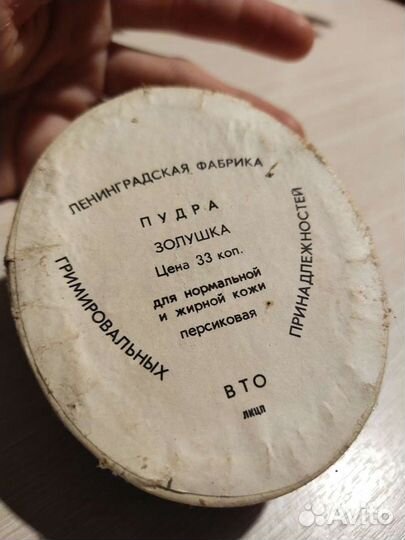 ЛЕНИНГРАДСКАЯ ФАБРИКА
ГРИМИРОВАЛЬНЫХ
ПРИНАДЛЕЖНОСТЕЙ
ПУДРА
ЗОЛУШКА
Цена 33 коп.
для нормальной
и жирной кожи
персиковая
ВТО
ЛКЦЛ
Avito